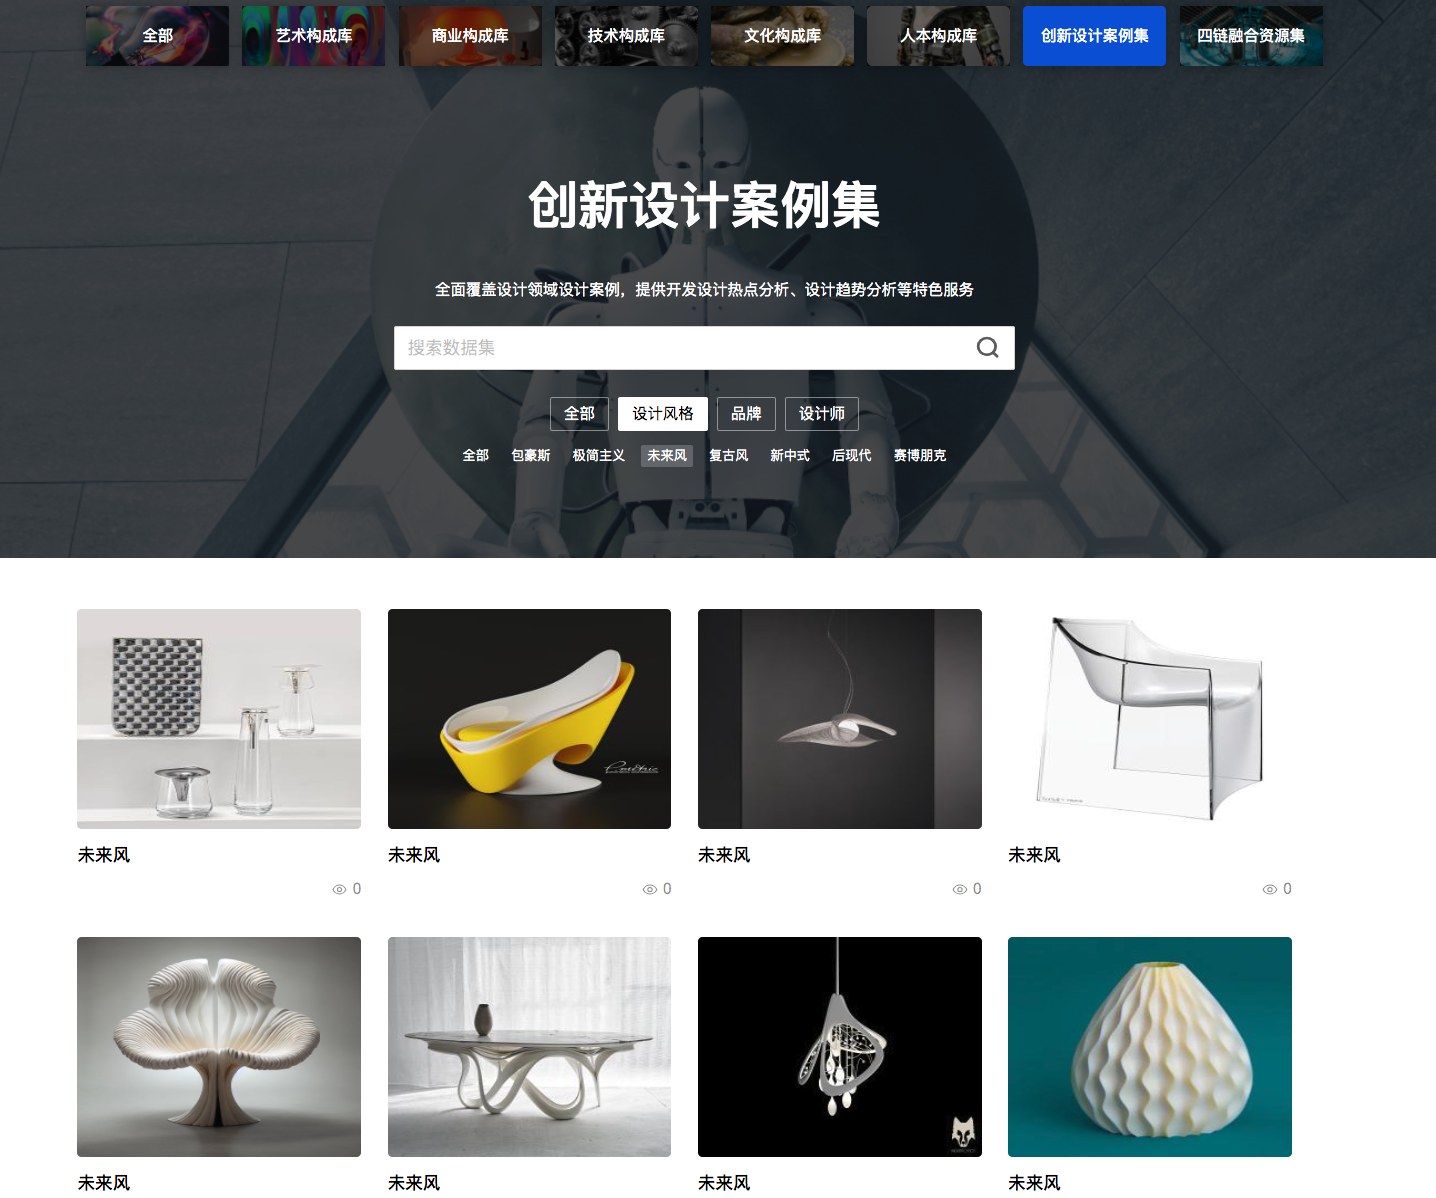 全部 艺术构成库 商业构成库 技术构成库 文化构成库 人本构成库 创新设计案例集 四链融合资源集
创新设计案例集
全面覆盖设计领域设计案例，提供开发设计热点分析、设计趋势分析等特色服务
搜索数据集
全部 设计风格 品牌 设计师
全部 包豪斯 极简主义 未来风 复古风 新中式 后现代 赛博朋克
未来风 未来风 未来风 未来风
0 0 0 0
未来风 未来风 未来风 未来风